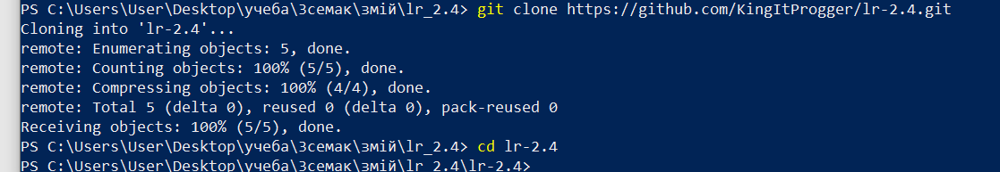 PS C:\Users\User\Desktop\учеба\3семак\змій\lr_2.4> git clone https://github.com/KingItProgger/lr-2.4.git
Cloning into 'lr-2.4'...
remote: Enumerating objects: 5, done.
remote: Counting objects: 100% (5/5), done.
remote: Compressing objects: 100% (4/4), done.
remote: Total 5 (delta 0), reused 0 (delta 0), pack-reused 0
Receiving objects: 100% (5/5), done.
PS C:\Users\User\Desktop\учеба\3семак\змій\lr_2.4> cd lr-2.4
PS C:\Users\User\Desktop\учеба\3семак\змій\lr_2.4\lr-2.4>